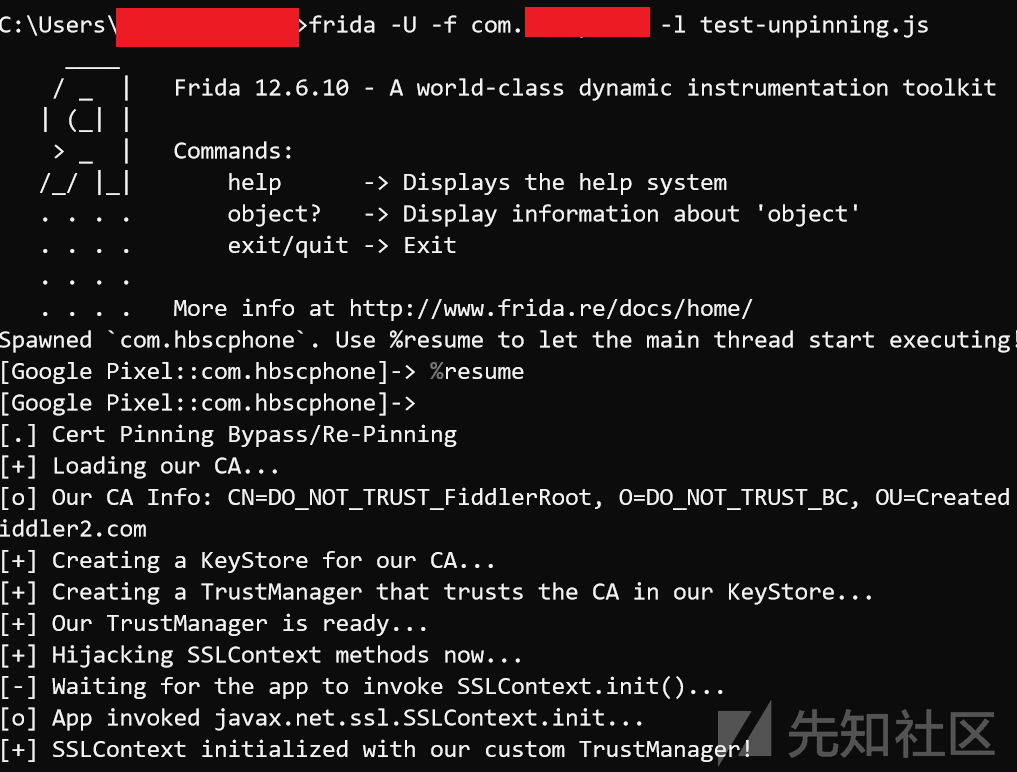 C:\Users\ >frida -U -f com. -l test-unpinning.js
     ____
    / _  |   Frida 12.6.10 - A world-class dynamic instrumentation toolkit
   | (_| |
    > _  |   Commands:
   /_/ |_|       help      -> Displays the help system
   . . . .       object?   -> Display information about 'object'
   . . . .       exit/quit -> Exit
   . . . .
   . . . .   More info at http://www.frida.re/docs/home/
Spawned `com.hbscphone`. Use %resume to let the main thread start executing!
[Google Pixel::com.hbscphone]-> %resume
[Google Pixel::com.hbscphone]->
[.] Cert Pinning Bypass/Re-Pinning
[+] Loading our CA...
[o] Our CA Info: CN=DO_NOT_TRUST_FiddlerRoot, O=DO_NOT_TRUST_BC, OU=Created
iddler2.com
[+] Creating a KeyStore for our CA...
[+] Creating a TrustManager that trusts the CA in our KeyStore...
[+] Our TrustManager is ready...
[+] Hijacking SSLContext methods now...
[-] Waiting for the app to invoke SSLContext.init()...
[o] App invoked javax.net.ssl.SSLContext.init...
[+] SSLContext initialized with our custom TrustManager!
先知社区